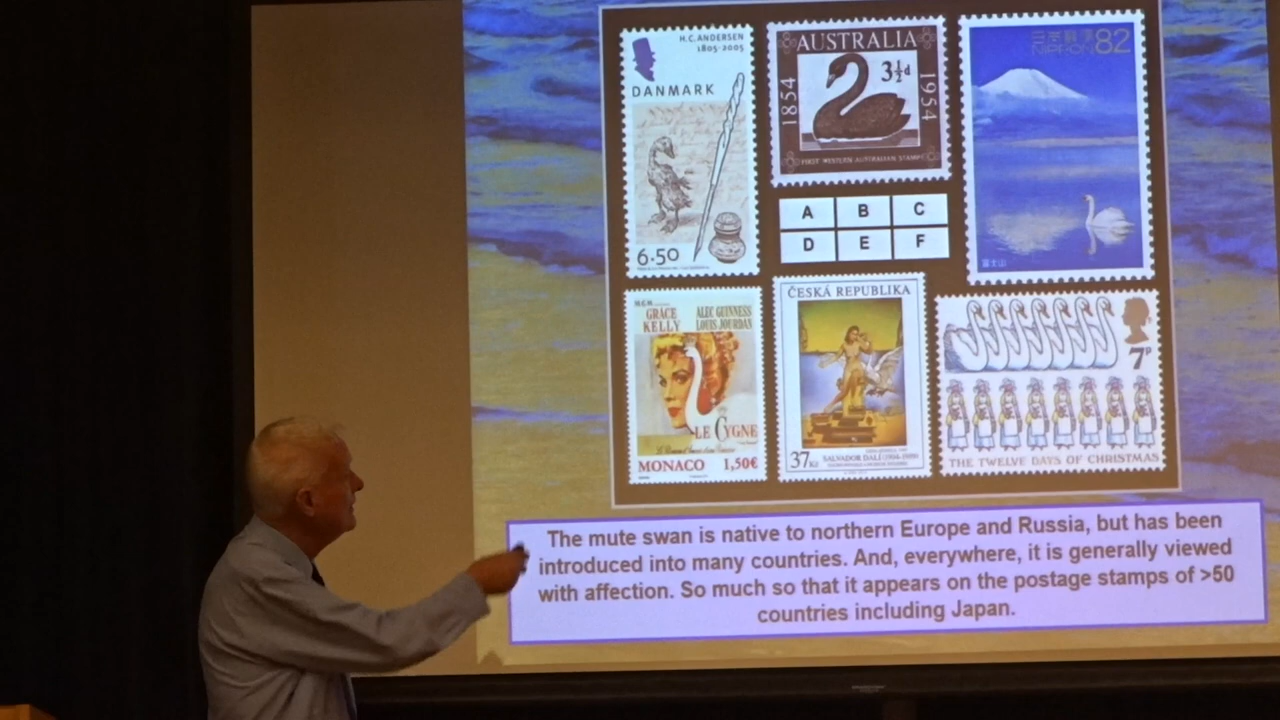 H.C.ANDERSEN
1805-2005
DANMARK
6.50
AUSTRALIA
3½d
1854
1954
FIRST WESTERN AUSTRALIAN STAMP
NIPPON 82
富士山
A B C
D E F
GRACE
KELLY
ALEC GUINNESS
LOUIS JOURDAN
LE CYGNE
MONACO 1,50€
ČESKÁ REPUBLIKA
37 Kč
SALVADOR DALÍ (1904-1989)
7P
THE TWELVE DAYS OF CHRISTMAS
The mute swan is native to northern Europe and Russia, but has been
introduced into many countries. And, everywhere, it is generally viewed
with affection. So much so that it appears on the postage stamps of >50
countries including Japan.